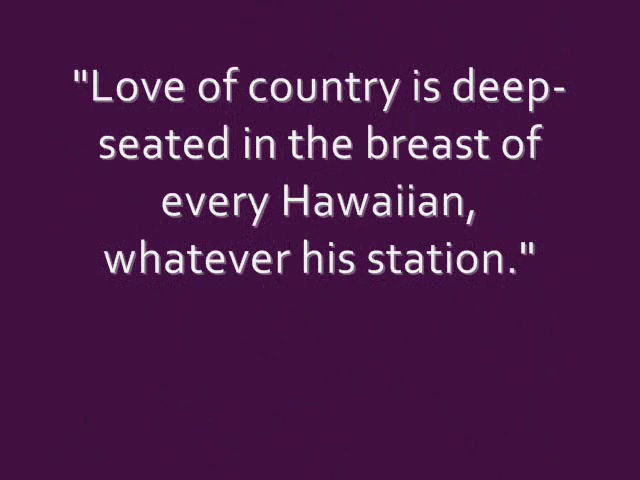 "Love of country is deep-
seated in the breast of
every Hawaiian,
whatever his station."